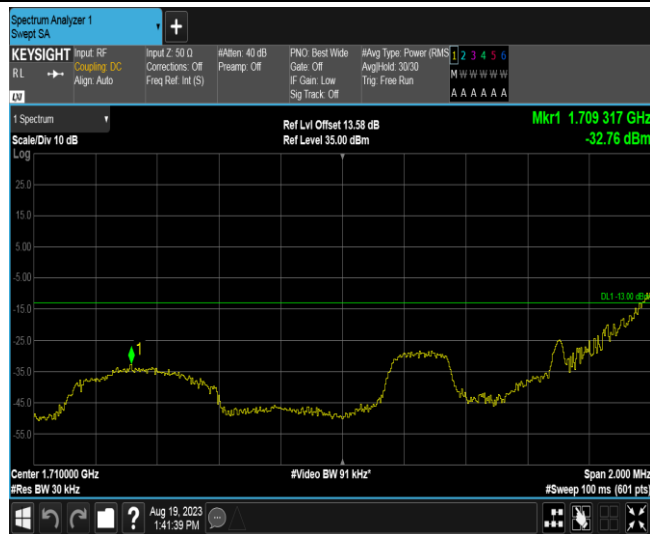 Spectrum Analyzer 1
Swept SA
+
KEYSIGHT
RL
LXI
Input: RF
Coupling: DC
Align: Auto
Input Z: 50 Ω
Corrections: Off
Freq Ref: Int (S)
#Atten: 40 dB
Preamp: Off
PNO: Best Wide
Gate: Off
IF Gain: Low
Sig Track: Off
#Avg Type: Power (RMS
Avg|Hold: 30/30
Trig: Free Run
1 2 3 4 5 6
M W W W W W
A A A A A A
1 Spectrum
Scale/Div 10 dB
Log
Ref Lvl Offset 13.58 dB
Ref Level 35.00 dBm
Mkr1 1.709 317 GHz
-32.76 dBm
25.0
15.0
5.00
-5.00
DL1 -13.00 dBm
-15.0
-25.0
1
-35.0
-45.0
-55.0
Center 1.710000 GHz
#Res BW 30 kHz
#Video BW 91 kHz*
Span 2.000 MHz
#Sweep 100 ms (601 pts)
?
Aug 19, 2023
1:41:39 PM